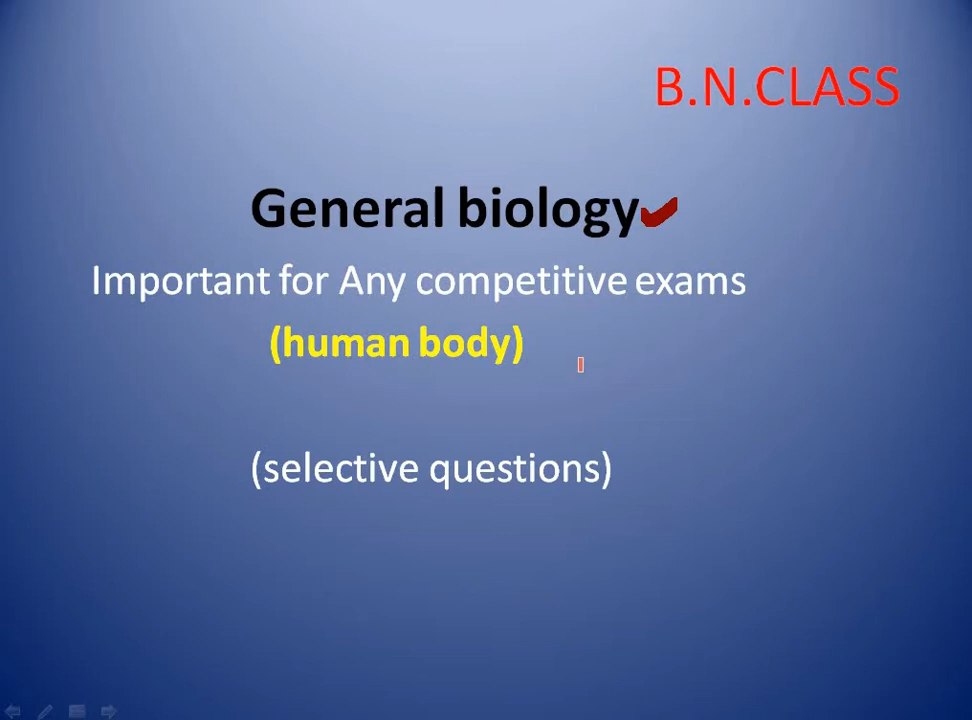 B.N.CLASS
General biology
Important for Any competitive exams
(human body)
(selective questions)